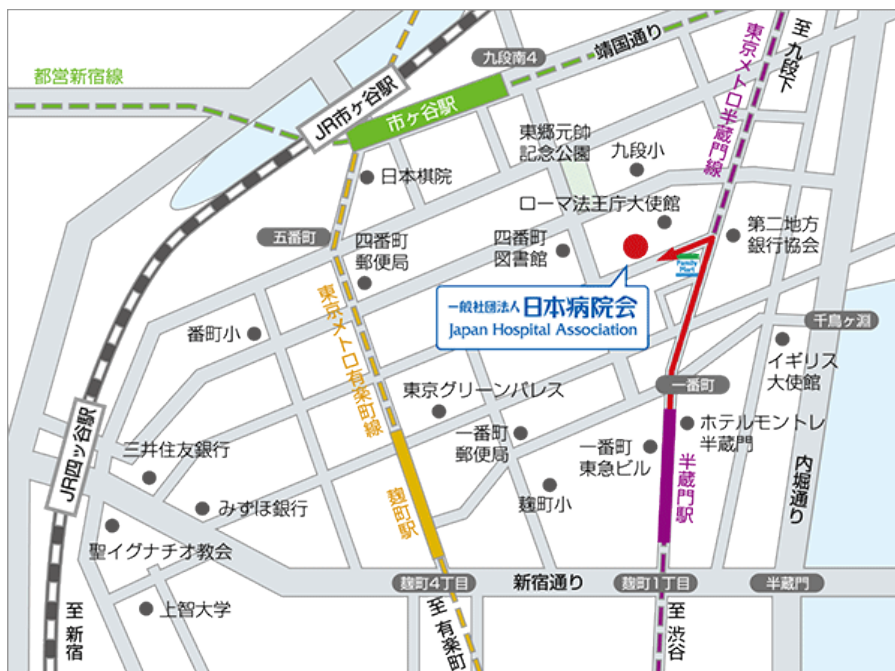 都営新宿線
JR市ヶ谷駅
市ヶ谷駅
九段南4
靖国通り
至 九段下
東京メトロ半蔵門線
日本棋院
東郷元帥
記念公園
九段小
ローマ法王庁大使館
第二地方
銀行協会
五番町
四番町
郵便局
四番町
図書館
Family
Mart
一般社団法人 日本病院会
Japan Hospital Association
東京メトロ有楽町線
番町小
千鳥ヶ淵
イギリス
大使館
一番町
東京グリーンパレス
ホテルモントレ
半蔵門
一番町
郵便局
一番町
東急ビル
三井住友銀行
JR四ッ谷駅
みずほ銀行
麹町小
麹町駅
半蔵門駅
内堀通り
聖イグナチオ教会
麹町4丁目
新宿通り
麹町1丁目
半蔵門
上智大学
至 新宿
至 有楽町
至 渋谷